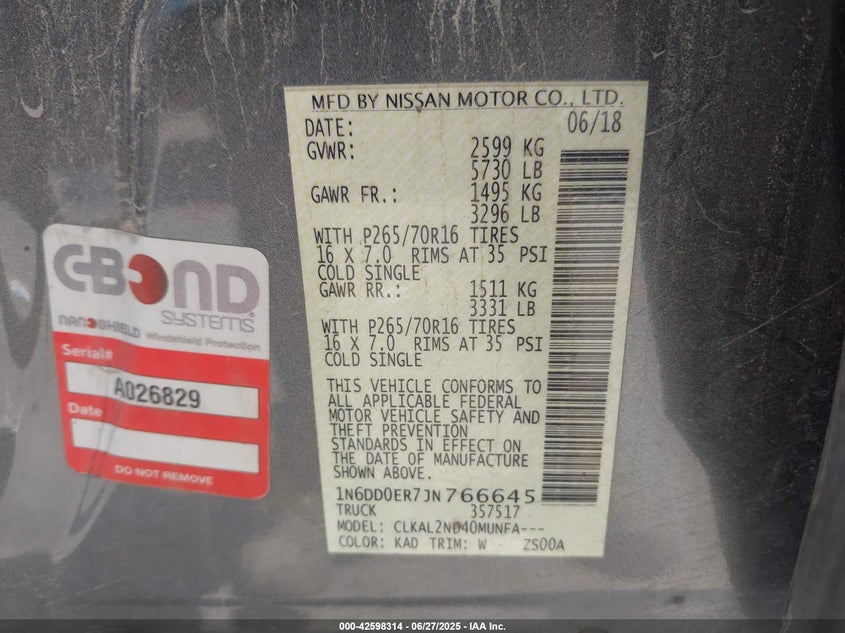 MFD BY NISSAN MOTOR CO., LTD.
DATE: 06/18
GVWR: 2599 KG
5730 LB
GAWR FR.: 1495 KG
3296 LB
WITH P265/70R16 TIRES
16 X 7.0 RIMS AT 35 PSI
COLD SINGLE
GAWR RR.: 1511 KG
3331 LB
WITH P265/70R16 TIRES
16 X 7.0 RIMS AT 35 PSI
COLD SINGLE
THIS VEHICLE CONFORMS TO
ALL APPLICABLE FEDERAL
MOTOR VEHICLE SAFETY AND
THEFT PREVENTION
STANDARDS IN EFFECT ON
THE DATE OF MANUFACTURE
SHOWN ABOVE.
1N6DD0ER7JN766645
TRUCK 357517
MODEL: CLKAL2ND40MUNFA---
COLOR: KAD TRIM: W ZS00A
C-BOND
SYSTEMS
NANOSHIELD Windshield Protection
Serial#
A026829
Date
DO NOT REMOVE
000-42598314 / 06/27/2025 - IAA Inc.